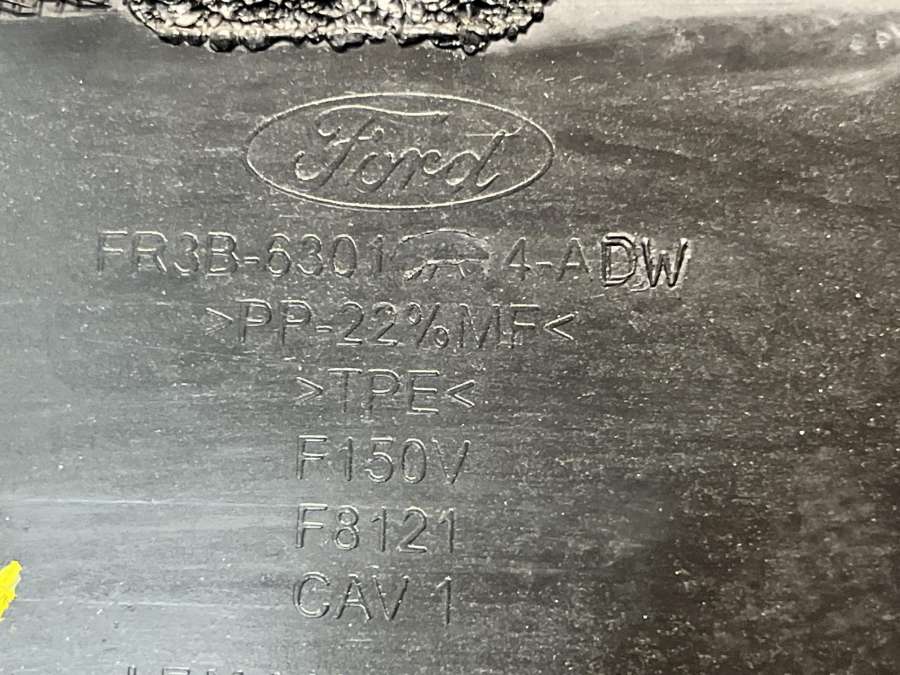 Ford
FR3B-6301 A 4-ADW
>PP-22%MF<
>TPE<
F150V
F8121
CAV 1